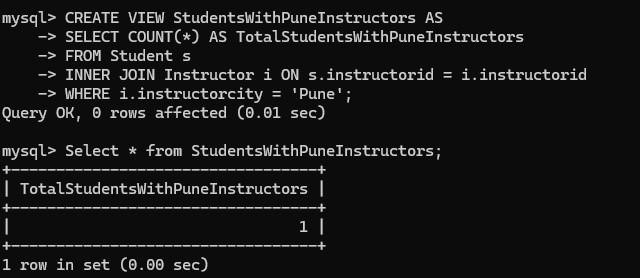 mysql> CREATE VIEW StudentsWithPuneInstructors AS
    -> SELECT COUNT(*) AS TotalStudentsWithPuneInstructors
    -> FROM Student s
    -> INNER JOIN Instructor i ON s.instructorid = i.instructorid
    -> WHERE i.instructorcity = 'Pune';
Query OK, 0 rows affected (0.01 sec)

mysql> Select * from StudentsWithPuneInstructors;
+----------------------------------+
| TotalStudentsWithPuneInstructors |
+----------------------------------+
|                                1 |
+----------------------------------+
1 row in set (0.00 sec)